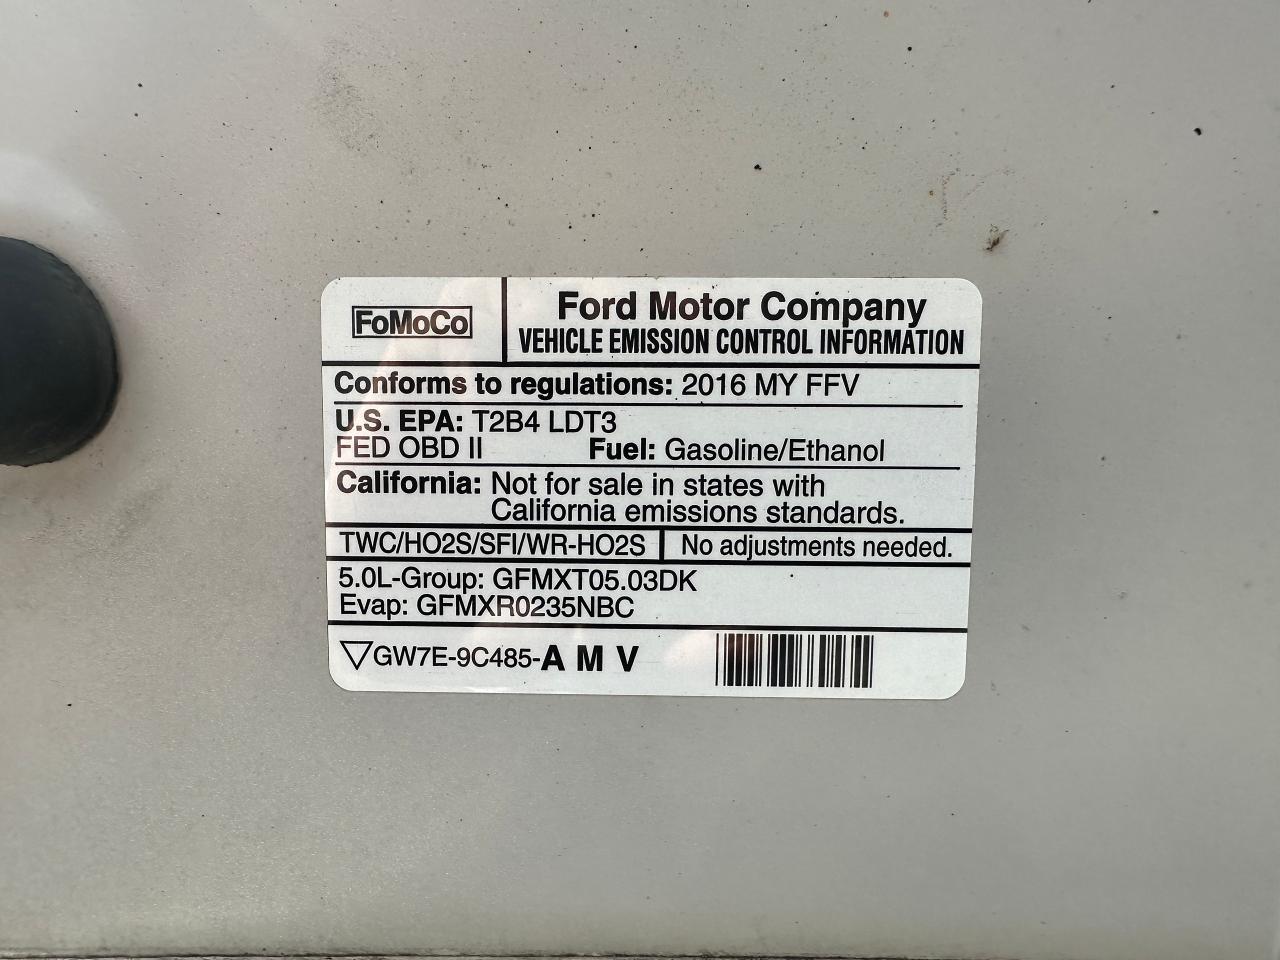 FoMoCo
Ford Motor Company
VEHICLE EMISSION CONTROL INFORMATION
Conforms to regulations: 2016 MY FFV
U.S. EPA: T2B4 LDT3
FED OBD II Fuel: Gasoline/Ethanol
California: Not for sale in states with
California emissions standards.
TWC/HO2S/SFI/WR-HO2S No adjustments needed.
5.0L-Group: GFMXT05.03DK
Evap: GFMXR0235NBC
▽GW7E-9C485-A M V